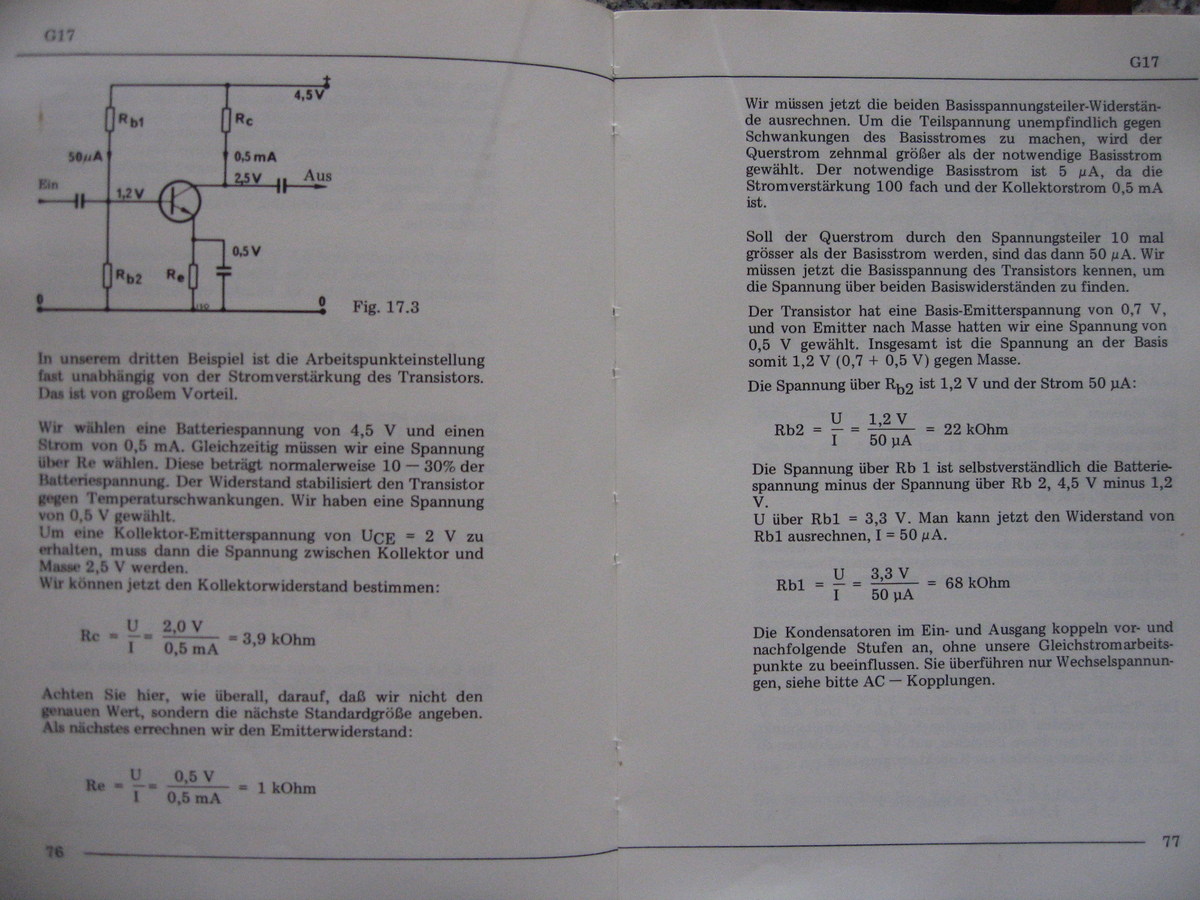 G17
4,5V
+
Rb1
Rc
50µA
0,5 mA
2,5V
Aus
Ein
1,2 V
0,5 V
Rb2
Re
0
0
Fig. 17.3
In unserem dritten Beispiel ist die Arbeitspunkteinstellung
fast unabhängig von der Stromverstärkung des Transistors.
Das ist von großem Vorteil.
Wir wählen eine Batteriespannung von 4,5 V und einen
Strom von 0,5 mA. Gleichzeitig müssen wir eine Spannung
über Re wählen. Diese beträgt normalerweise 10 — 30% der
Batteriespannung. Der Widerstand stabilisiert den Transistor
gegen Temperaturschwankungen. Wir haben eine Spannung
von 0,5 V gewählt.
Um eine Kollektor-Emitterspannung von UCE = 2 V zu
erhalten, muss dann die Spannung zwischen Kollektor und
Masse 2,5 V werden.
Wir können jetzt den Kollektorwiderstand bestimmen:
Rc = U/I = 2,0 V/0,5 mA = 3,9 kOhm
Achten Sie hier, wie überall, darauf, daß wir nicht den
genauen Wert, sondern die nächste Standardgröße angeben.
Als nächstes errechnen wir den Emitterwiderstand:
Re = U/I = 0,5 V/0,5 mA = 1 kOhm
76
G17
Wir müssen jetzt die beiden Basisspannungsteiler-Widerstän-
de ausrechnen. Um die Teilspannung unempfindlich gegen
Schwankungen des Basisstromes zu machen, wird der
Querstrom zehnmal größer als der notwendige Basisstrom
gewählt. Der notwendige Basisstrom ist 5 µA, da die
Stromverstärkung 100 fach und der Kollektorstrom 0,5 mA
ist.
Soll der Querstrom durch den Spannungsteiler 10 mal
grösser als der Basisstrom werden, sind das dann 50 µA. Wir
müssen jetzt die Basisspannung des Transistors kennen, um
die Spannung über beiden Basiswiderständen zu finden.
Der Transistor hat eine Basis-Emitterspannung von 0,7 V,
und von Emitter nach Masse hatten wir eine Spannung von
0,5 V gewählt. Insgesamt ist die Spannung an der Basis
somit 1,2 V (0,7 + 0,5 V) gegen Masse.
Die Spannung über Rb2 ist 1,2 V und der Strom 50 µA:
Rb2 = U/I = 1,2 V/50 µA = 22 kOhm
Die Spannung über Rb 1 ist selbstverständlich die Batterie-
spannung minus der Spannung über Rb 2, 4,5 V minus 1,2
V.
U über Rb1 = 3,3 V. Man kann jetzt den Widerstand von
Rb1 ausrechnen, I = 50 µA.
Rb1 = U/I = 3,3 V/50 µA = 68 kOhm
Die Kondensatoren im Ein- und Ausgang koppeln vor- und
nachfolgende Stufen an, ohne unsere Gleichstromarbeits-
punkte zu beeinflussen. Sie überführen nur Wechselspannun-
gen, siehe bitte AC — Kopplungen.
77